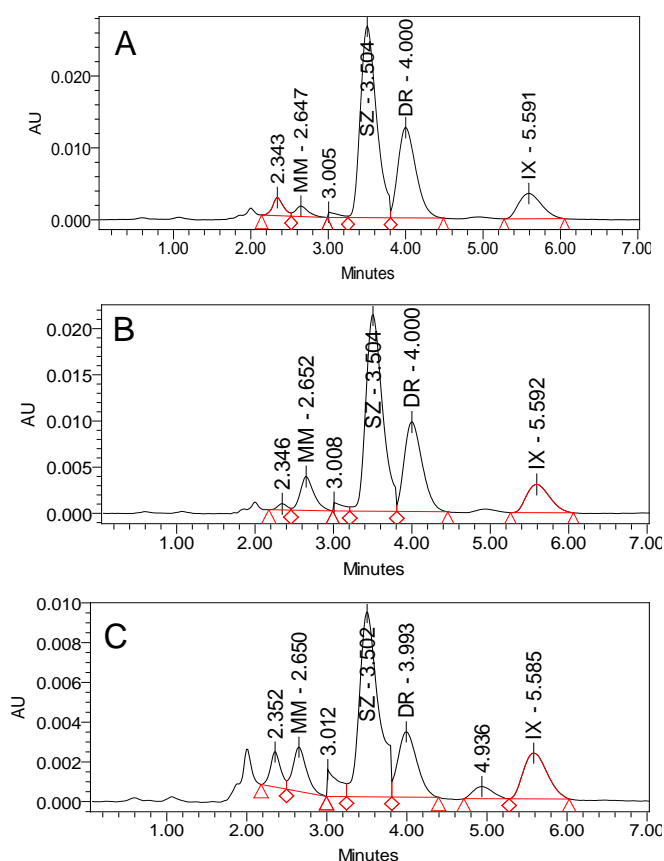 A
AU
0.020
0.010
0.000
2.343
MM - 2.647
3.005
SZ - 3.504
DR - 4.000
IX - 5.591
1.00 2.00 3.00 4.00 5.00 6.00 7.00
Minutes
B
AU
0.020
0.015
0.010
0.005
0.000
2.346
MM - 2.652
3.008
SZ - 3.504
DR - 4.000
IX - 5.592
1.00 2.00 3.00 4.00 5.00 6.00 7.00
Minutes
C
AU
0.010
0.008
0.006
0.004
0.002
0.000
2.352
MM - 2.650
3.012
SZ - 3.502
DR - 3.993
4.936
IX - 5.585
1.00 2.00 3.00 4.00 5.00 6.00 7.00
Minutes